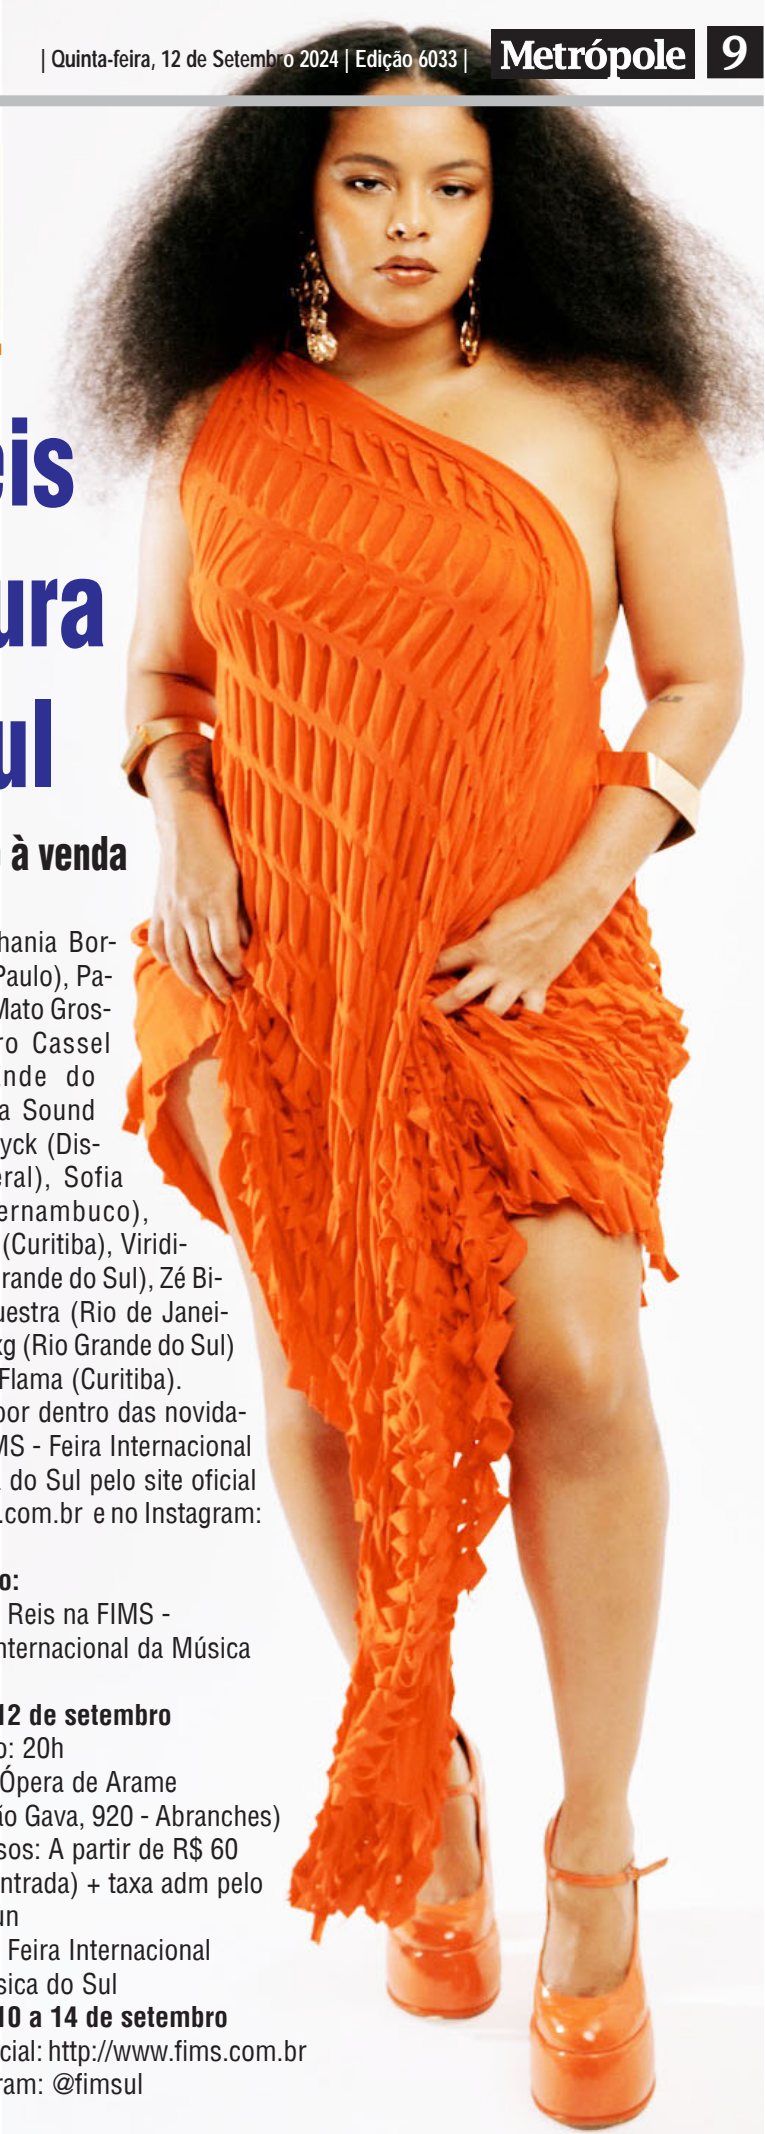 | Quinta-feira, 12 de Setembro 2024 | Edição 6033 | Metrópole 9
eis
ura
ul
à venda
hania Bor-
Paulo), Pa-
Mato Gros-
ro Cassel
nde do
a Sound
yck (Dis-
eral), Sofia
ernambuco),
(Curitiba), Viridi-
rande do Sul), Zé Bi-
uestra (Rio de Janei-
kg (Rio Grande do Sul)
Flama (Curitiba).
por dentro das novida-
MS - Feira Internacional
do Sul pelo site oficial
.com.br e no Instagram:
o:
Reis na FIMS -
nternacional da Música
12 de setembro
o: 20h
Ópera de Arame
ão Gava, 920 - Abranches)
sos: A partir de R$ 60
ntrada) + taxa adm pelo
un
Feira Internacional
sica do Sul
10 a 14 de setembro
cial: http://www.fims.com.br
ram: @fimsul